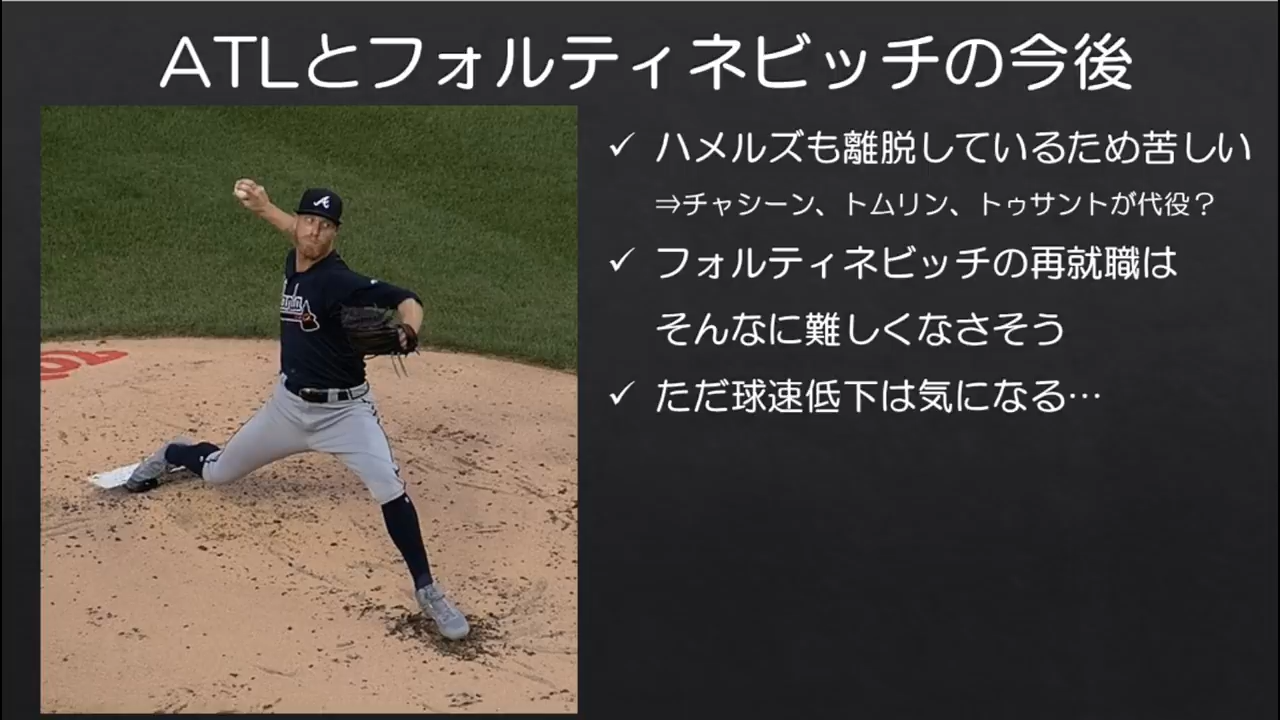 ATLとフォルティネビッチの今後
✓ ハメルズも離脱しているため苦しい
⇒チャシーン、トムリン、トゥサントが代役？
✓ フォルティネビッチの再就職は
そんなに難しくなさそう
✓ ただ球速低下は気になる…